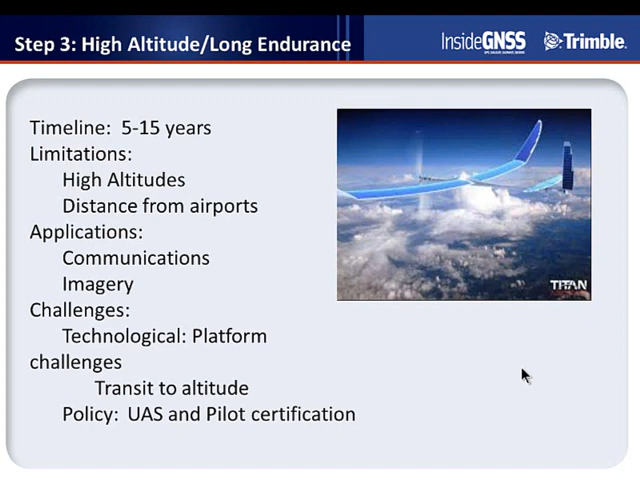 Step 3: High Altitude/Long Endurance
InsideGNSS
Trimble.
Timeline: 5-15 years
Limitations:
High Altitudes
Distance from airports
Applications:
Communications
Imagery
Challenges:
Technological: Platform
challenges
Transit to altitude
Policy: UAS and Pilot certification
TITAN